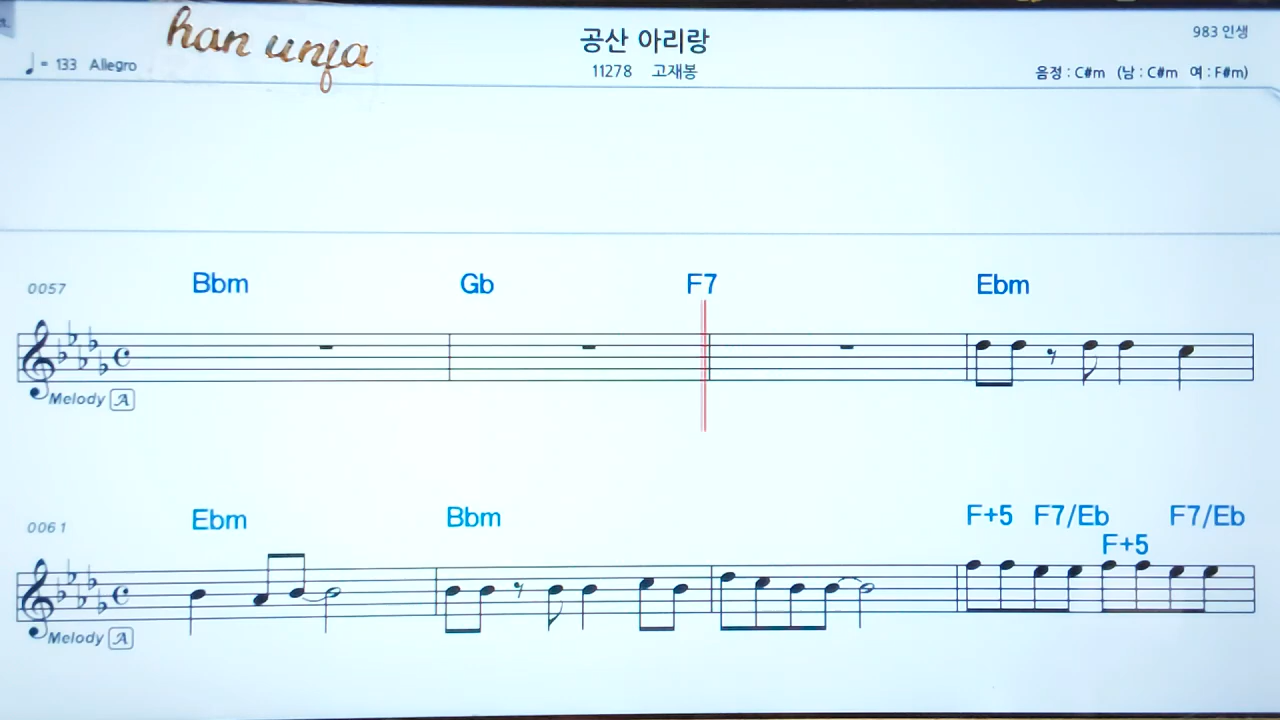 han unja
공산 아리랑
983 인생
♩= 133 Allegro
11278 고재봉
음정 : C#m (남 : C#m 여 : F#m)
0057 Bbm Gb F7 Ebm
Melody A
0061 Ebm Bbm F+5 F7/Eb F+5 F7/Eb
Melody A